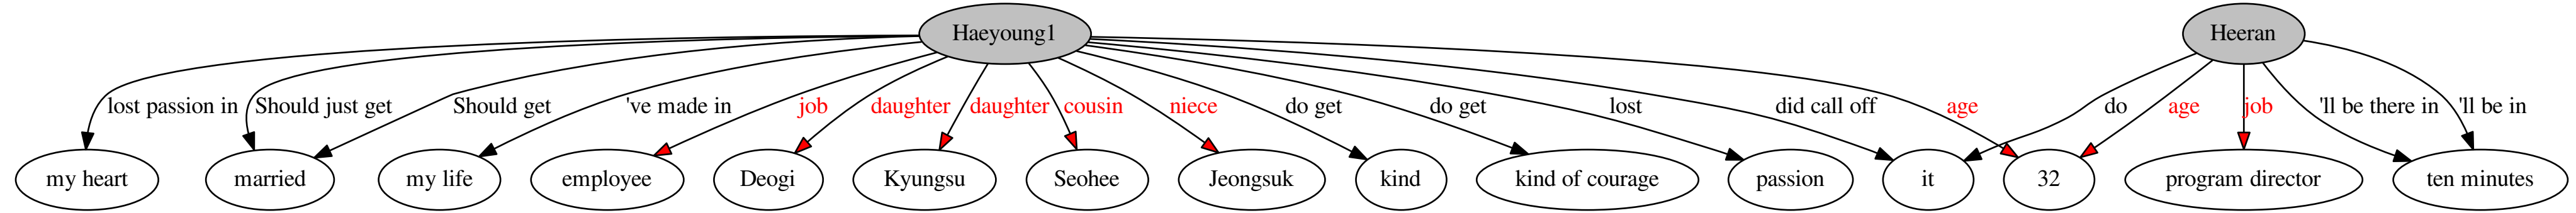 Haeyoung1 Heeran
lost passion in Should just get Should get 've made in job daughter daughter cousin niece do get do get lost did call off age do age job 'll be there in 'll be in
my heart married my life employee Deogi Kyungsu Seohee Jeongsuk kind kind of courage passion it 32 program director ten minutes